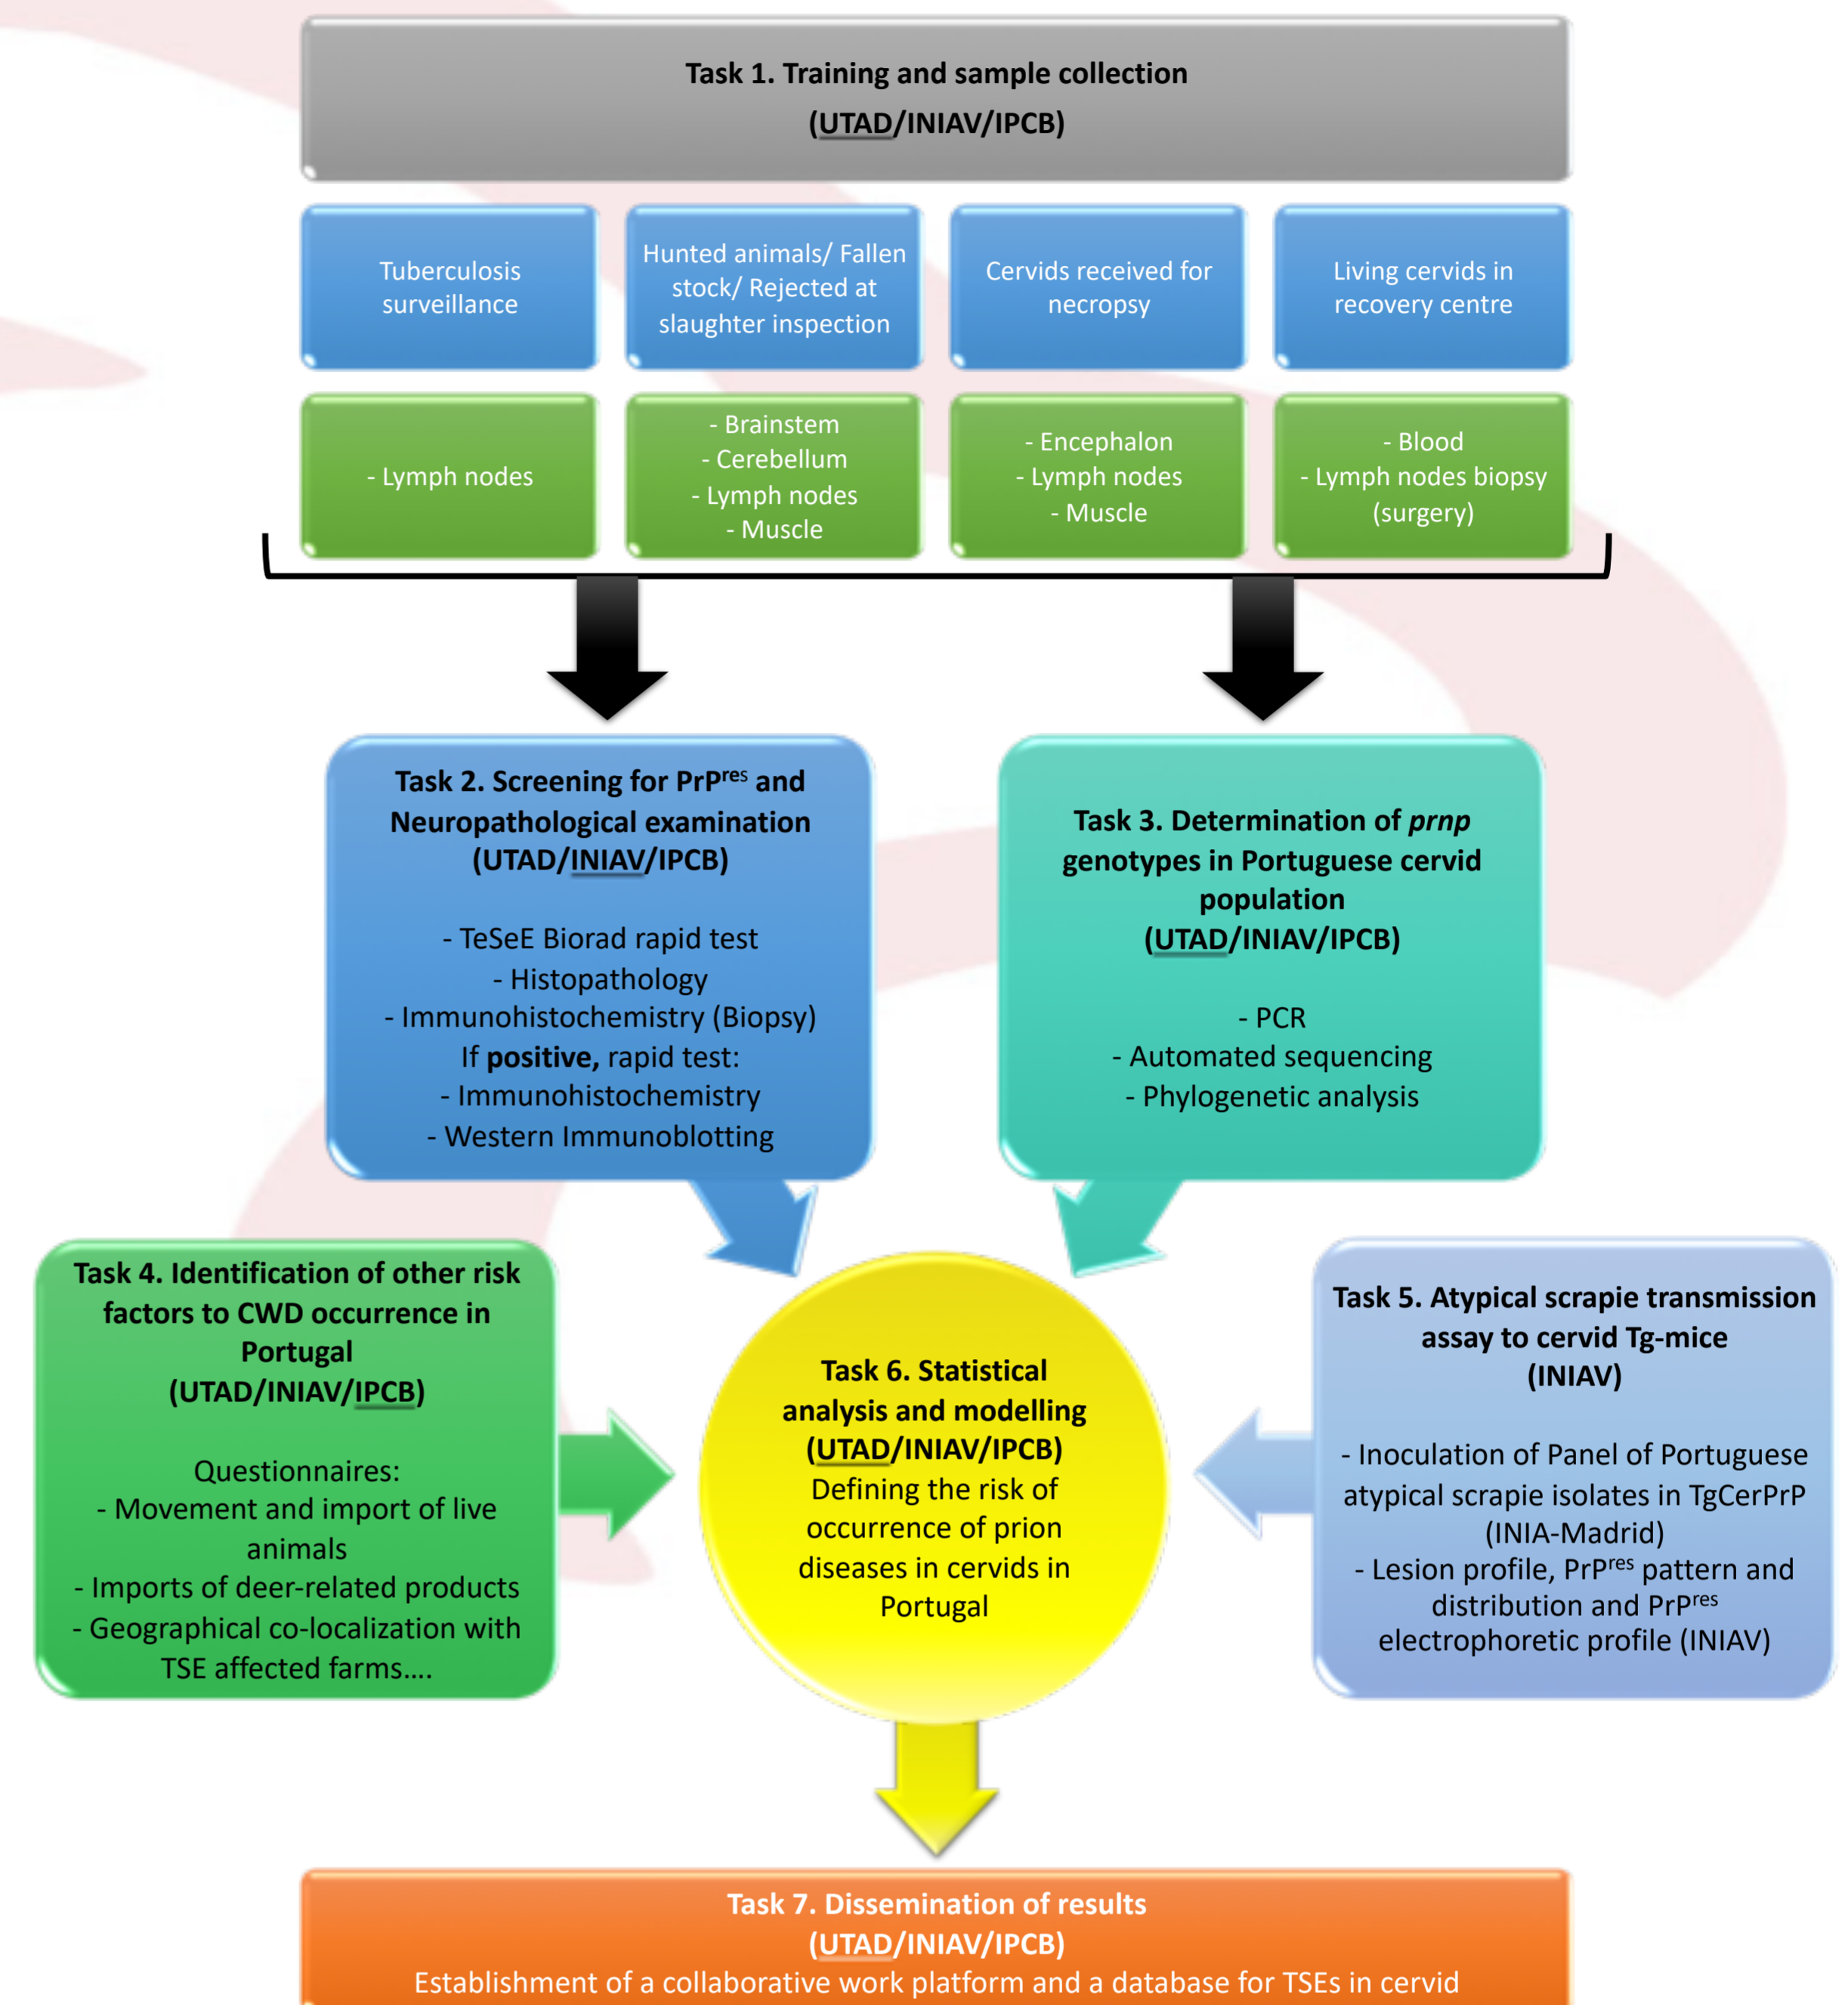 Task 1. Training and sample collection
(UTAD/INIAV/IPCB)
Tuberculosis
surveillance
Hunted animals/ Fallen
stock/ Rejected at
slaughter inspection
Cervids received for
necropsy
Living cervids in
recovery centre
- Lymph nodes
- Brainstem
- Cerebellum
- Lymph nodes
- Muscle
- Encephalon
- Lymph nodes
- Muscle
- Blood
- Lymph nodes biopsy
(surgery)
Task 2. Screening for PrPres and
Neuropathological examination
(UTAD/INIAV/IPCB)
- TeSeE Biorad rapid test
- Histopathology
- Immunohistochemistry (Biopsy)
If positive, rapid test:
- Immunohistochemistry
- Western Immunoblotting
Task 3. Determination of prnp
genotypes in Portuguese cervid
population
(UTAD/INIAV/IPCB)
- PCR
- Automated sequencing
- Phylogenetic analysis
Task 4. Identification of other risk
factors to CWD occurrence in
Portugal
(UTAD/INIAV/IPCB)
Questionnaires:
- Movement and import of live
animals
- Imports of deer-related products
- Geographical co-localization with
TSE affected farms....
Task 6. Statistical
analysis and modelling
(UTAD/INIAV/IPCB)
Defining the risk of
occurrence of prion
diseases in cervids in
Portugal
Task 5. Atypical scrapie transmission
assay to cervid Tg-mice
(INIAV)
- Inoculation of Panel of Portuguese
atypical scrapie isolates in TgCerPrP
(INIA-Madrid)
- Lesion profile, PrPres pattern and
distribution and PrPres
electrophoretic profile (INIAV)
Task 7. Dissemination of results
(UTAD/INIAV/IPCB)
Establishment of a collaborative work platform and a database for TSEs in cervid